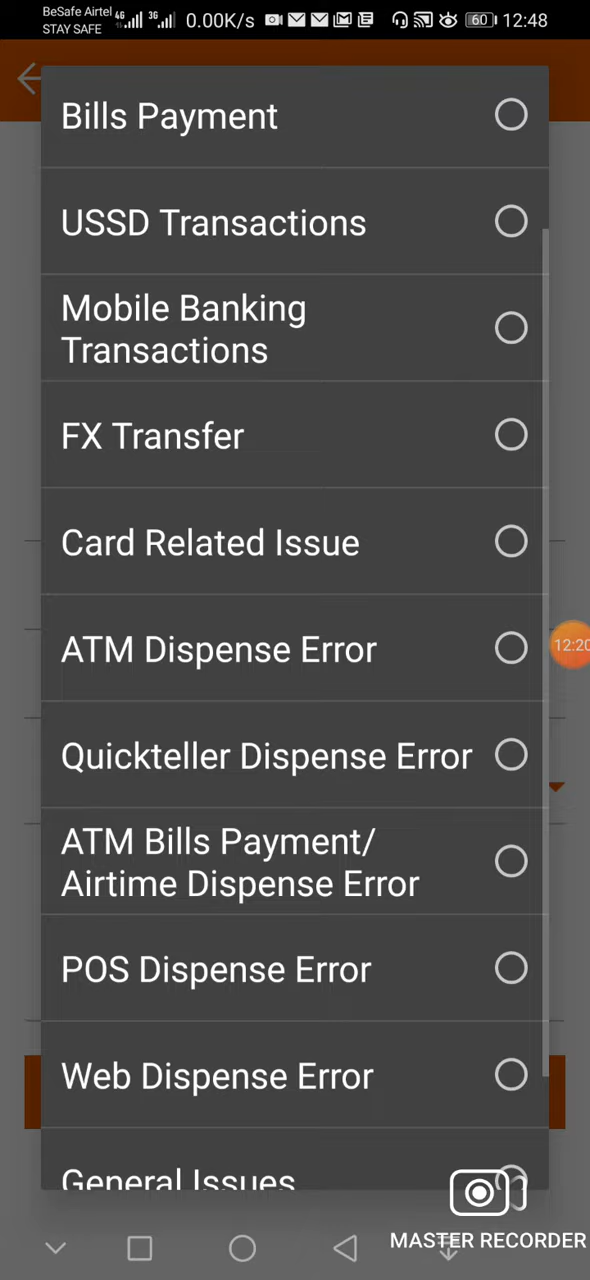 BeSafe Airtel 4G 3G 0.00K/s 60 12:48
STAY SAFE
Bills Payment
USSD Transactions
Mobile Banking
Transactions
FX Transfer
Card Related Issue
ATM Dispense Error
12:20
Quickteller Dispense Error
ATM Bills Payment/
Airtime Dispense Error
POS Dispense Error
Web Dispense Error
General Issues
MASTER RECORDER